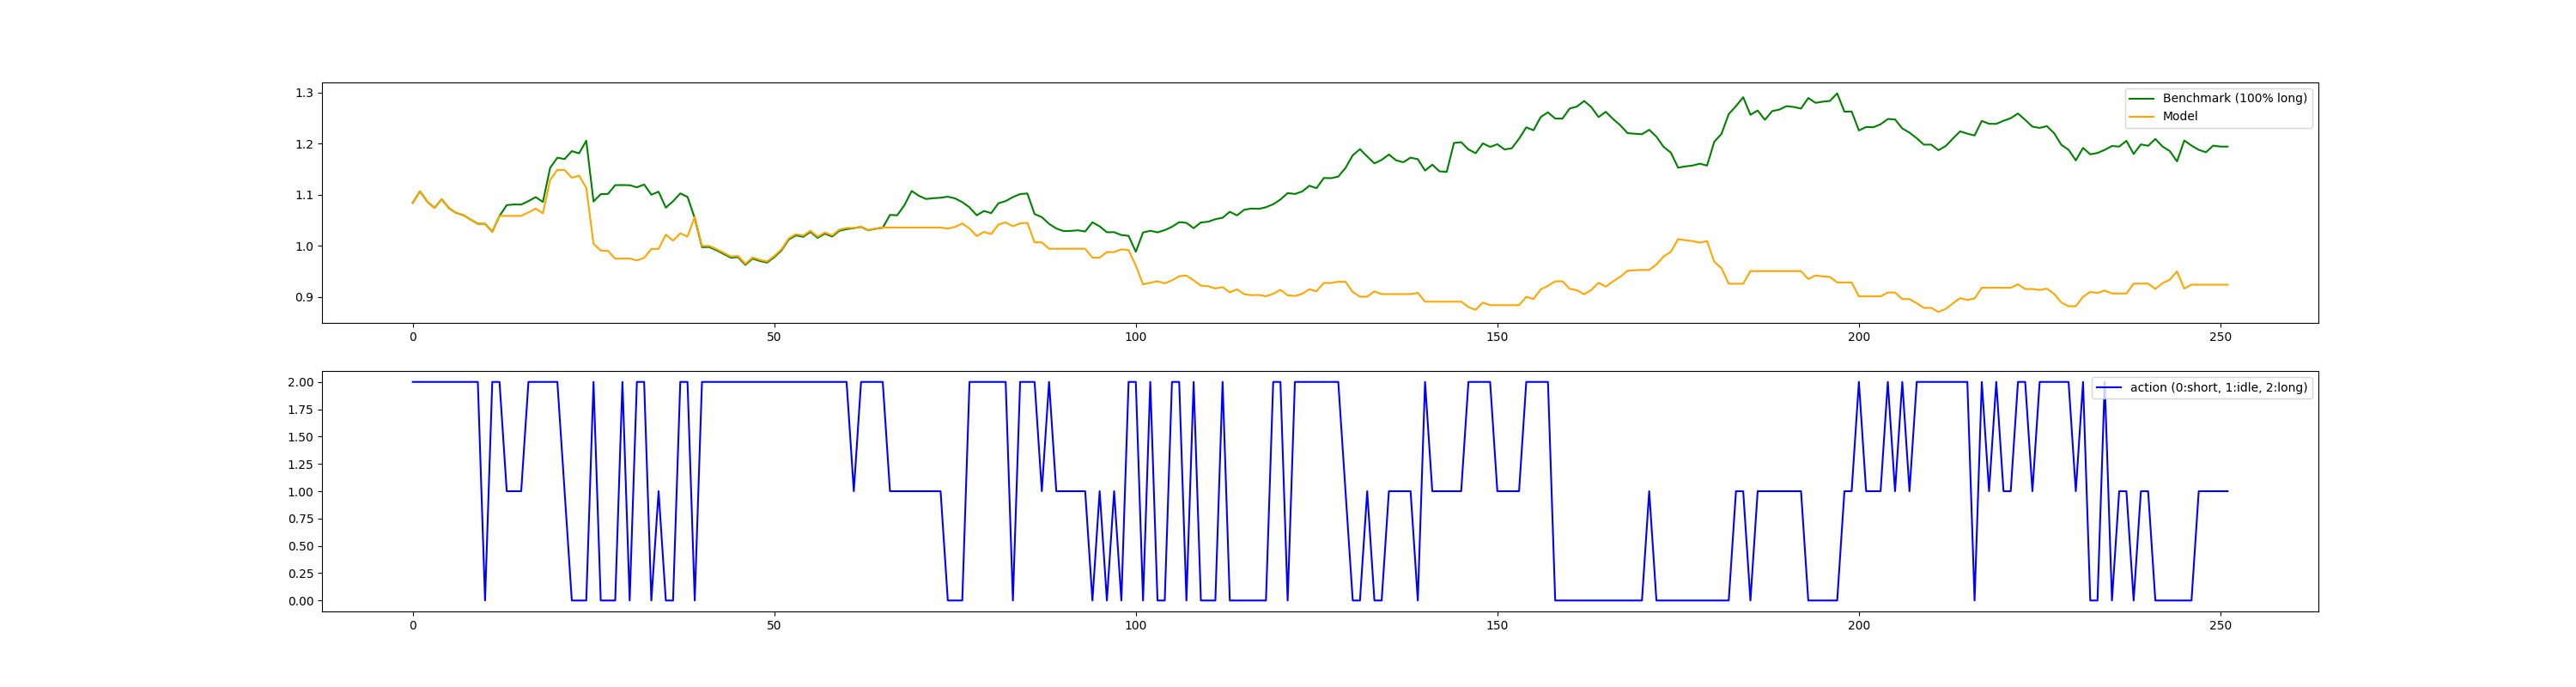 1.3
1.2
1.1
1.0
0.9
Benchmark (100% long)
Model
0 50 100 150 200 250
2.00
1.75
1.50
1.25
1.00
0.75
0.50
0.25
0.00
action (0:short, 1:idle, 2:long)
0 50 100 150 200 250